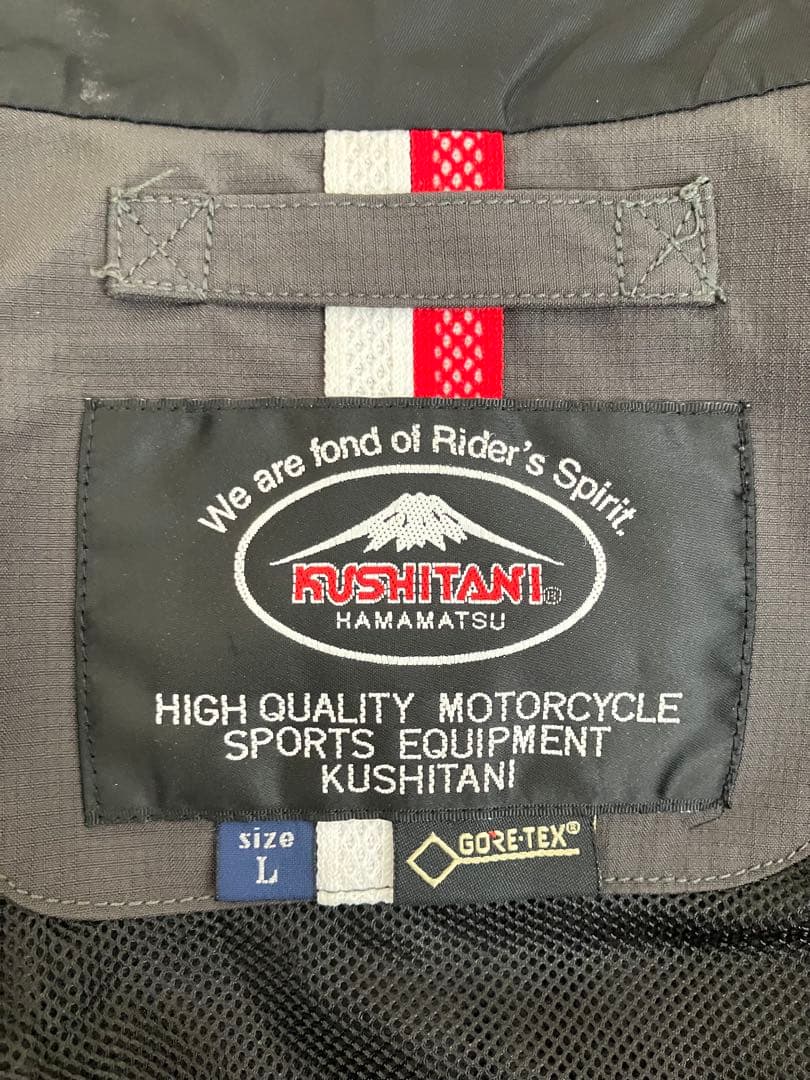 We are fond of Rider's Spirit.
KUSHITANI®
HAMAMATSU
HIGH QUALITY MOTORCYCLE
SPORTS EQUIPMENT
KUSHITANI
size
L
GORE-TEX®